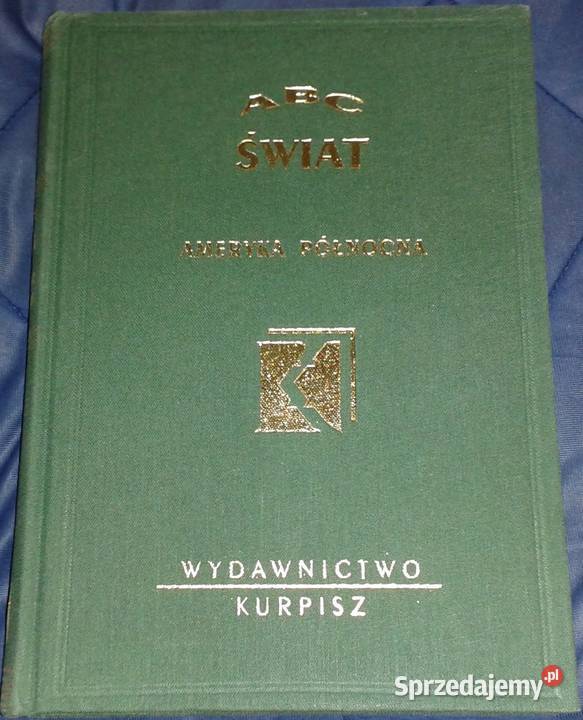 ABC
ŚWIAT
AMERYKA PÓŁNOCNA
WYDAWNICTWO
KURPISZ
Sprzedajemy.pl